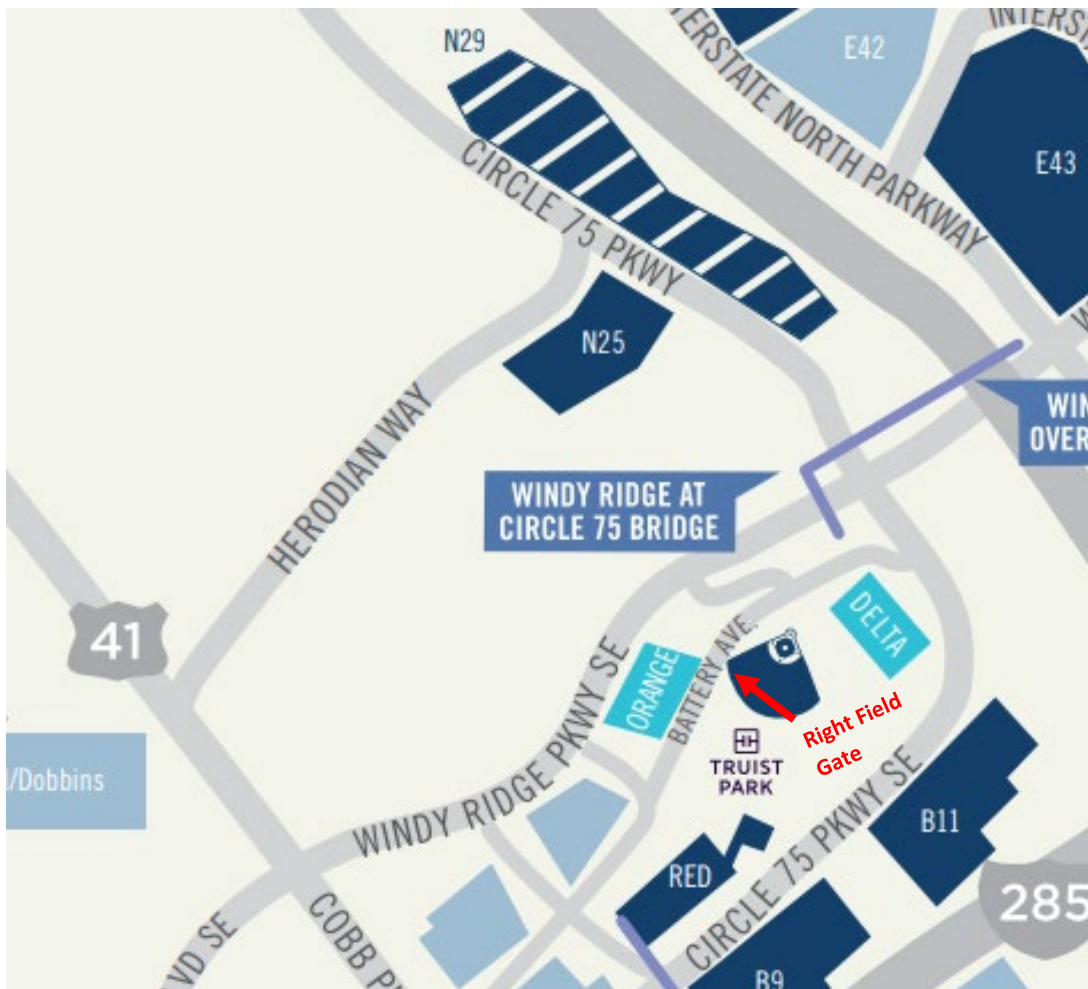 N29
INTERSTATE NORTH PARKWAY
E42
E43
CIRCLE 75 PKWY
N25
HERODIAN WAY
WINDY RIDGE AT
CIRCLE 75 BRIDGE
41
DELTA
ORANGE
BATTERY AVE.
Right Field
Gate
TRUIST
PARK
/Dobbins
WINDY RIDGE PKWY SE
B11
RED
CIRCLE 75 PKWY SE
285
COBB
SE
B9